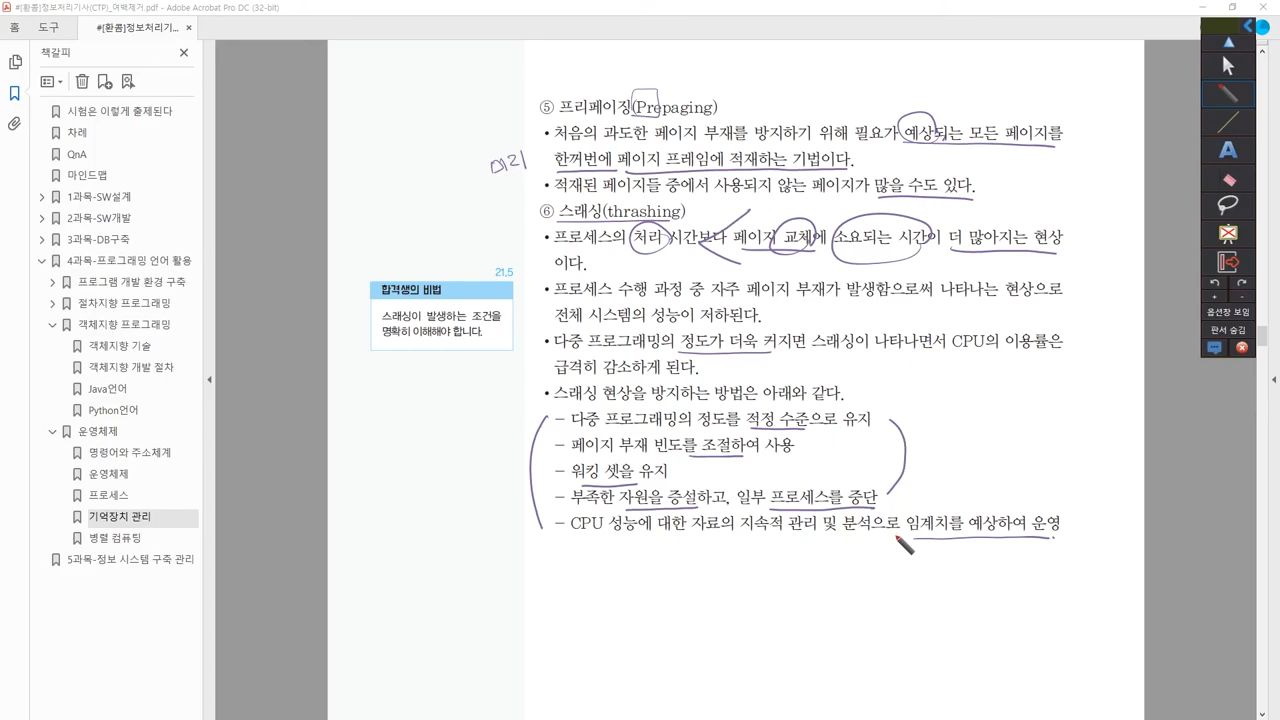 #[환콤]정보처리기사(CTP)_여백제거.pdf - Adobe Acrobat Pro DC (32-bit)
홈
도구
#[환콤]정보처리기...
책갈피
시험은 이렇게 출제된다
차례
QnA
마인드맵
1과목-SW설계
2과목-SW개발
3과목-DB구축
4과목-프로그래밍 언어 활용
프로그램 개발 환경 구축
절차지향 프로그래밍
객체지향 프로그래밍
객체지향 기술
객체지향 개발 절차
Java언어
Python언어
운영체제
명령어와 주소체계
운영체제
프로세스
기억장치 관리
병렬 컴퓨팅
5과목-정보 시스템 구축 관리
21.5
합격생의 비법
스래싱이 발생하는 조건을
명확히 이해해야 합니다.
미리
⑤ 프리페이징(Prepaging)
• 처음의 과도한 페이지 부재를 방지하기 위해 필요가 예상되는 모든 페이지를
한꺼번에 페이지 프레임에 적재하는 기법이다.
• 적재된 페이지들 중에서 사용되지 않는 페이지가 많을 수도 있다.
⑥ 스래싱(thrashing)
• 프로세스의 처리 시간보다 페이지 교체에 소요되는 시간이 더 많아지는 현상
이다.
• 프로세스 수행 과정 중 자주 페이지 부재가 발생함으로써 나타나는 현상으로
전체 시스템의 성능이 저하된다.
• 다중 프로그래밍의 정도가 더욱 커지면 스래싱이 나타나면서 CPU의 이용률은
급격히 감소하게 된다.
• 스래싱 현상을 방지하는 방법은 아래와 같다.
– 다중 프로그래밍의 정도를 적정 수준으로 유지
– 페이지 부재 빈도를 조절하여 사용
– 워킹 셋을 유지
– 부족한 자원을 증설하고, 일부 프로세스를 중단
– CPU 성능에 대한 자료의 지속적 관리 및 분석으로 임계치를 예상하여 운영
옵션창 보임
판서 숨김